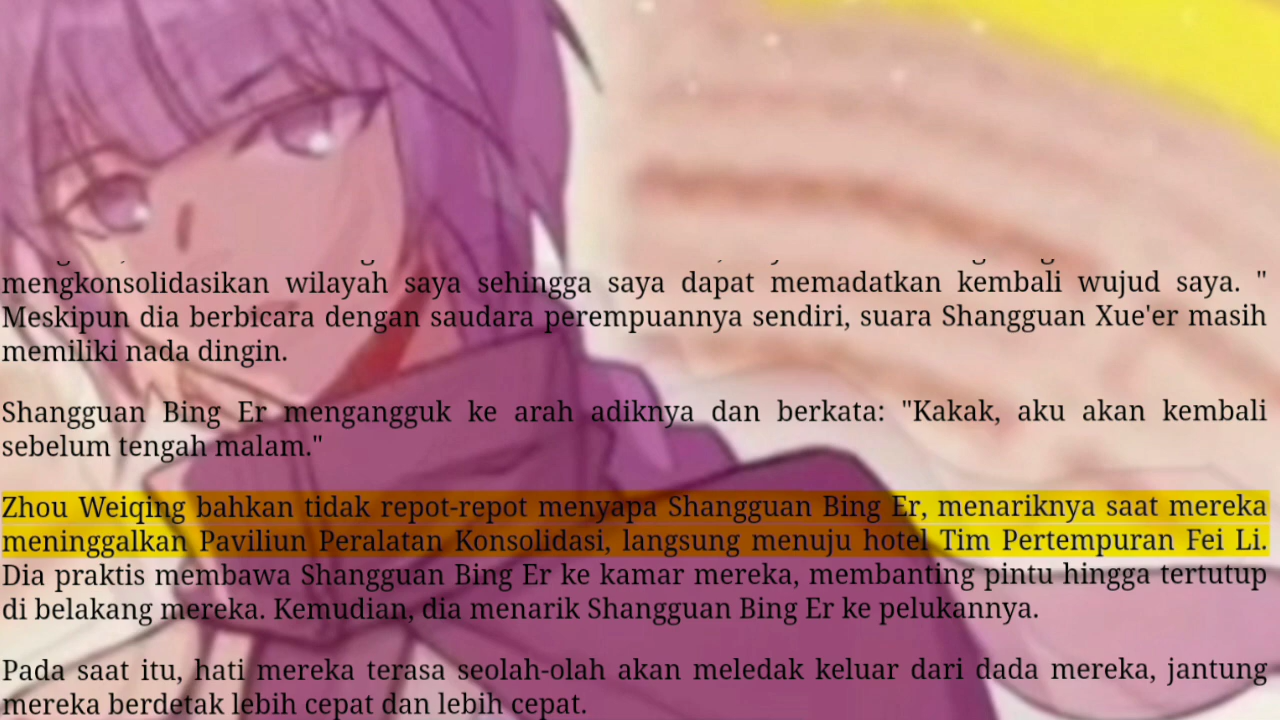 mengkonsolidasikan wilayah saya sehingga saya dapat memadatkan kembali wujud saya. "
Meskipun dia berbicara dengan saudara perempuannya sendiri, suara Shangguan Xue'er masih
memiliki nada dingin.
Shangguan Bing Er mengangguk ke arah adiknya dan berkata: "Kakak, aku akan kembali
sebelum tengah malam."
Zhou Weiqing bahkan tidak repot-repot menyapa Shangguan Bing Er, menariknya saat mereka
meninggalkan Paviliun Peralatan Konsolidasi, langsung menuju hotel Tim Pertempuran Fei Li.
Dia praktis membawa Shangguan Bing Er ke kamar mereka, membanting pintu hingga tertutup
di belakang mereka. Kemudian, dia menarik Shangguan Bing Er ke pelukannya.
Pada saat itu, hati mereka terasa seolah-olah akan meledak keluar dari dada mereka, jantung
mereka berdetak lebih cepat dan lebih cepat.